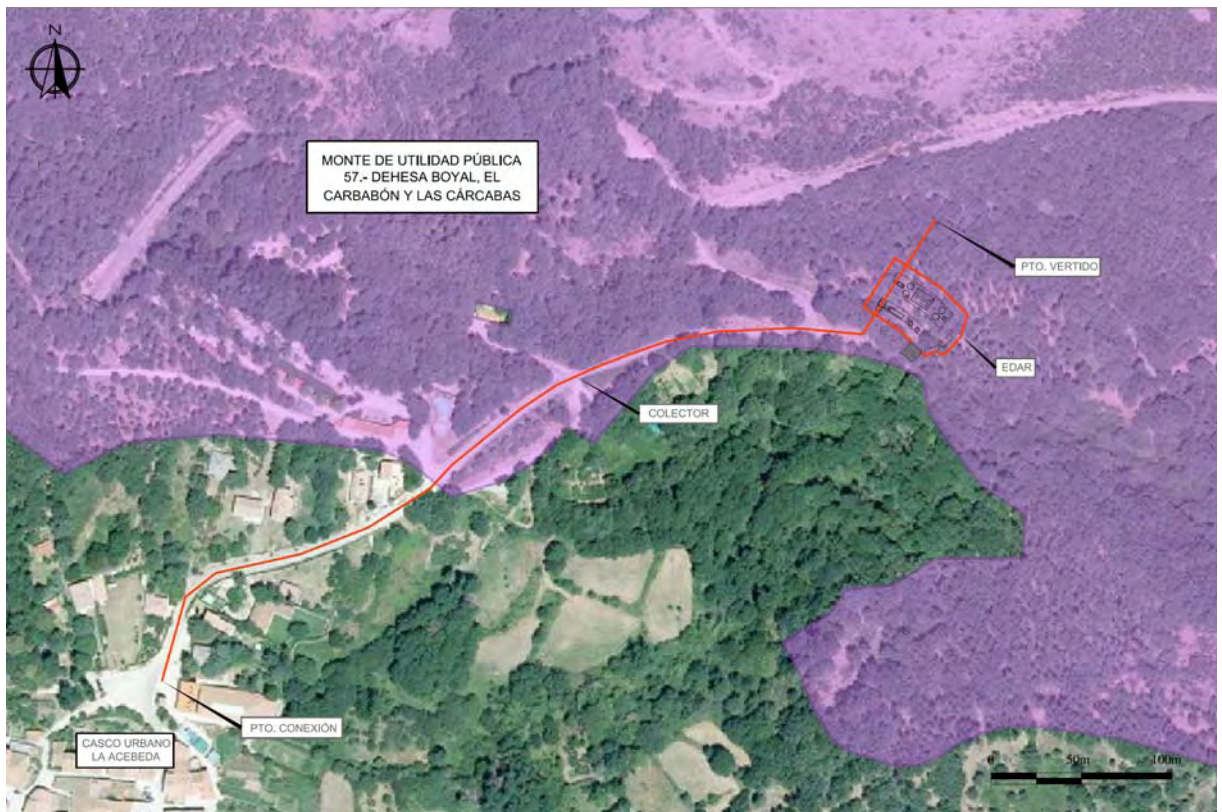 N
MONTE DE UTILIDAD PÚBLICA
57.- DEHESA BOYAL, EL
CARBABÓN Y LAS CÁRCABAS
PTO. VERTIDO
EDAR
COLECTOR
PTO. CONEXIÓN
CASCO URBANO
LA ACEBEDA
0 50m 100m